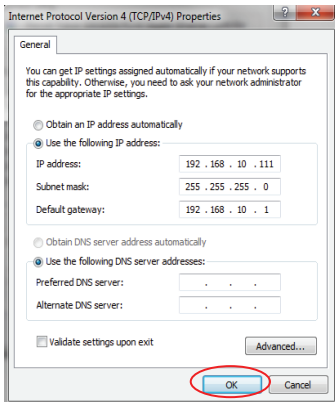 Internet Protocol Version 4 (TCP/IPv4) Properties
General
You can get IP settings assigned automatically if your network supports
this capability. Otherwise, you need to ask your network administrator
for the appropriate IP settings.
Obtain an IP address automatically
Use the following IP address:
IP address: 192 . 168 . 10 . 111
Subnet mask: 255 . 255 . 255 . 0
Default gateway: 192 . 168 . 10 . 1
Obtain DNS server address automatically
Use the following DNS server addresses:
Preferred DNS server: . . .
Alternate DNS server: . . .
Validate settings upon exit
Advanced...
OK Cancel